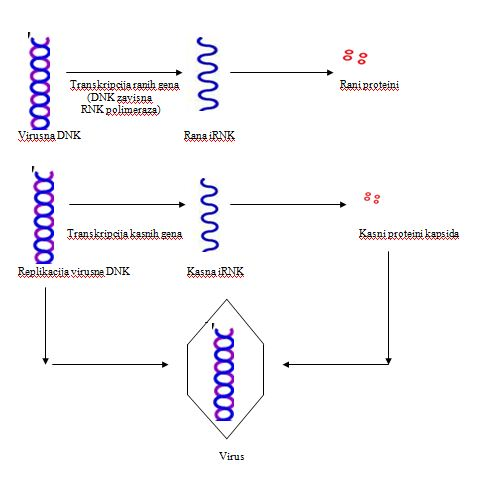 Transkripcija ranih gena
(DNK zavisna
RNK polimeraza)
Rani proteini
Virusna DNK
Rana iRNK
Transkripcija kasnih gena
Kasni proteini kapsida
Replikacija virusne DNK
Kasna iRNK
Virus